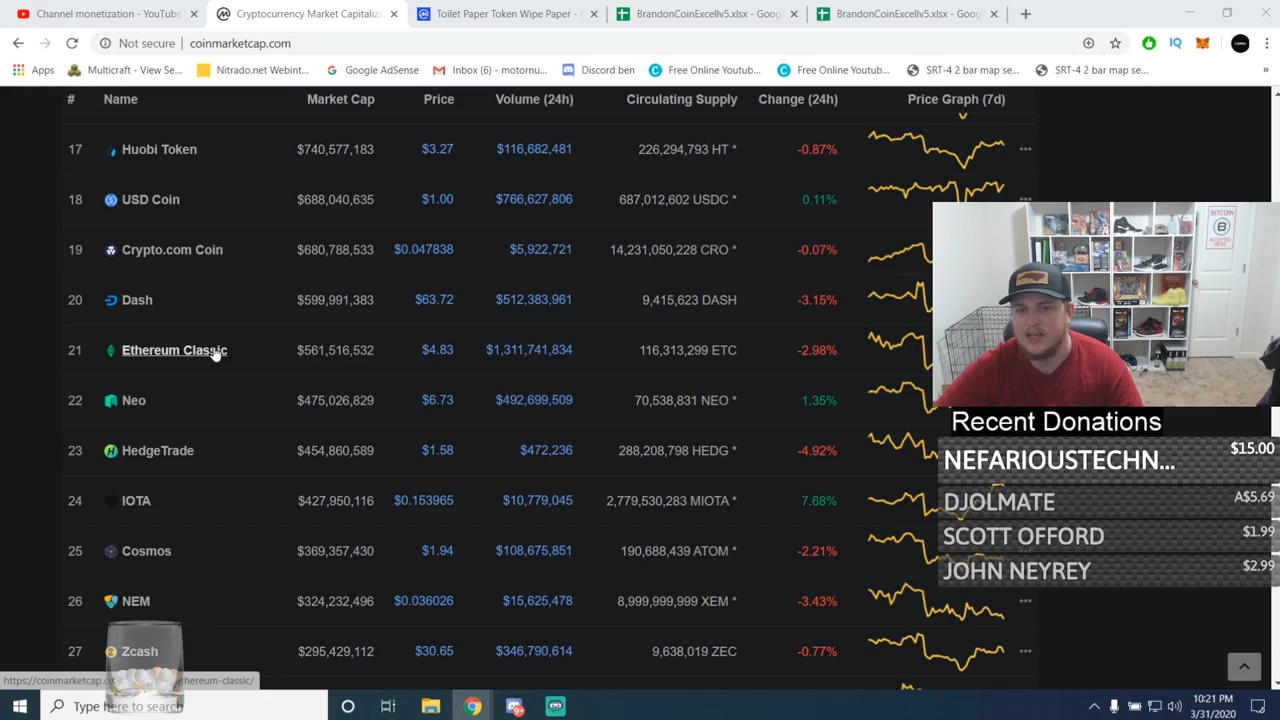 Channel monetization - YouTube
Cryptocurrency Market Capitaliza
Toilet Paper Token Wipe Paper -
BrandonCoinExcellv5.xlsx - Goog
BrandonCoinExcellv5.xlsx - Goog
Not secure | coinmarketcap.com
Apps
Multicraft - View Se...
Nitrado.net Webint...
Google AdSense
Inbox (6) - motornu...
Discord ben
Free Online Youtub...
Free Online Youtub...
SRT-4 2 bar map se...
SRT-4 2 bar map se...
# Name Market Cap Price Volume (24h) Circulating Supply Change (24h) Price Graph (7d)
17 Huobi Token $740,577,183 $3.27 $116,682,481 226,294,793 HT * -0.87%
18 USD Coin $688,040,635 $1.00 $766,627,806 687,012,602 USDC * 0.11%
19 Crypto.com Coin $680,788,533 $0.047838 $5,922,721 14,231,050,228 CRO * -0.07%
20 Dash $599,991,383 $63.72 $512,383,961 9,415,623 DASH -3.15%
21 Ethereum Classic $561,516,532 $4.83 $1,311,741,834 116,313,299 ETC -2.98%
22 Neo $475,026,829 $6.73 $492,699,509 70,538,831 NEO * 1.35%
23 HedgeTrade $454,860,589 $1.58 $472,236 288,208,798 HEDG * -4.92%
24 IOTA $427,950,116 $0.153965 $10,779,045 2,779,530,283 MIOTA * 7.68%
25 Cosmos $369,357,430 $1.94 $108,675,851 190,688,439 ATOM * -2.21%
26 NEM $324,232,496 $0.036026 $15,625,478 8,999,999,999 XEM * -3.43%
27 Zcash $295,429,112 $30.65 $346,790,614 9,638,019 ZEC -0.77%
BITCOIN
B
ACCEPTED
HERE
Recent Donations
NEFARIOUSTECHN... $15.00
DJOLMATE A$5.69
SCOTT OFFORD $1.99
JOHN NEYREY $2.99
https://coinmarketcap.c ethereum-classic/
Type here to search
10:21 PM
3/31/2020